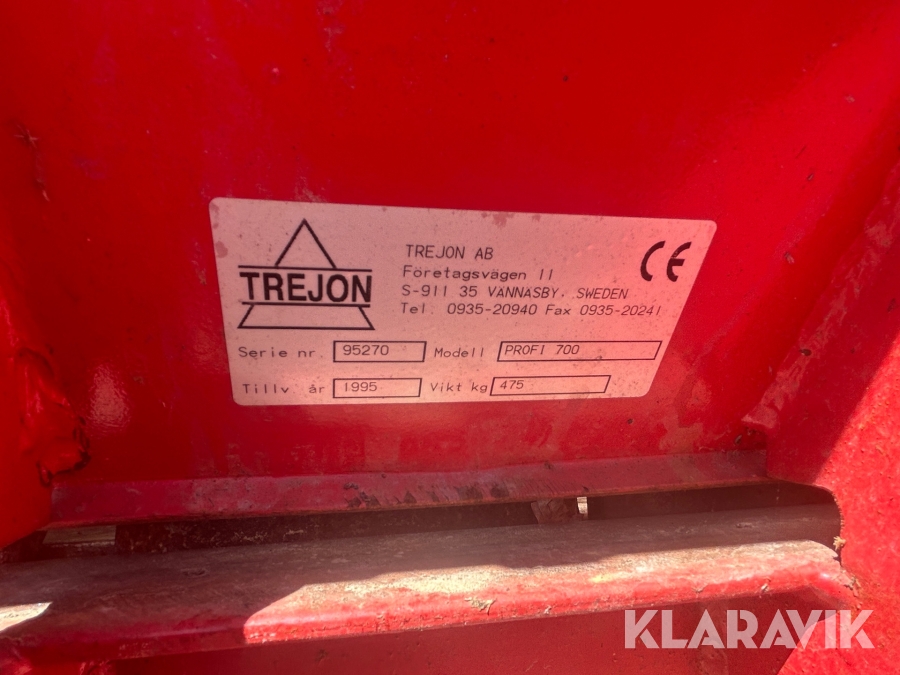 TREJON
TREJON AB
Företagsvägen 11
S-911 35 VÄNNÄSBY, SWEDEN
Tel. 0935-20940 Fax 0935-20241
CE
Serie nr. 95270 Modell PROFI 700
Tillv år 1995 Vikt kg 475
KLARAVIK